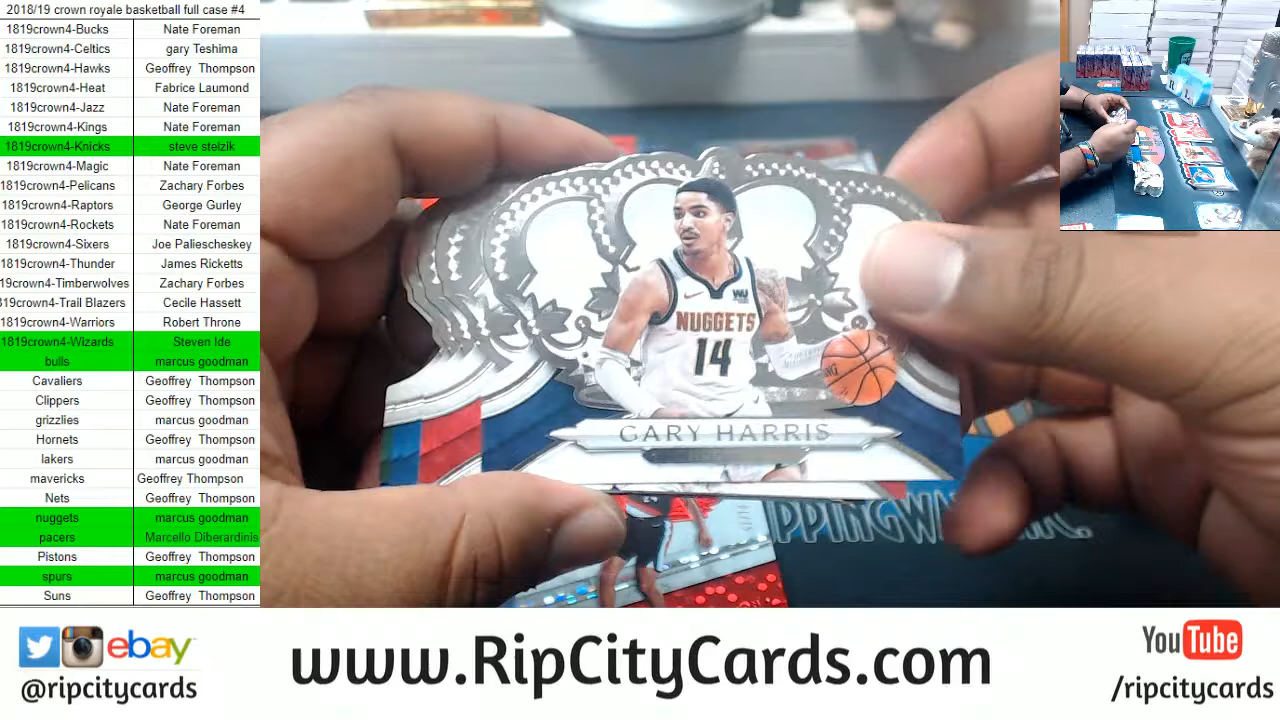 2018/19 crown royale basketball full case #4
1819crown4-Bucks Nate Foreman
1819crown4-Celtics gary Teshima
1819crown4-Hawks Geoffrey Thompson
1819crown4-Heat Fabrice Laumond
1819crown4-Jazz Nate Foreman
1819crown4-Kings Nate Foreman
1819crown4-Knicks steve stelzik
1819crown4-Magic Nate Foreman
1819crown4-Pelicans Zachary Forbes
1819crown4-Raptors George Gurley
1819crown4-Rockets Nate Foreman
1819crown4-Sixers Joe Paliescheskey
1819crown4-Thunder James Ricketts
19crown4-Timberwolves Zachary Forbes
819crown4-Trail Blazers Cecile Hassett
1819crown4-Warriors Robert Throne
1819crown4-Wizards Steven Ide
bulls marcus goodman
Cavaliers Geoffrey Thompson
Clippers Geoffrey Thompson
grizzlies marcus goodman
Hornets Geoffrey Thompson
lakers marcus goodman
mavericks Geoffrey Thompson
Nets Geoffrey Thompson
nuggets marcus goodman
pacers Marcello Diberardinis
Pistons Geoffrey Thompson
spurs marcus goodman
Suns Geoffrey Thompson
NUGGETS
14
WU
GARY HARRIS
ebay
@ripcitycards
www.RipCityCards.com
YouTube
/ripcitycards